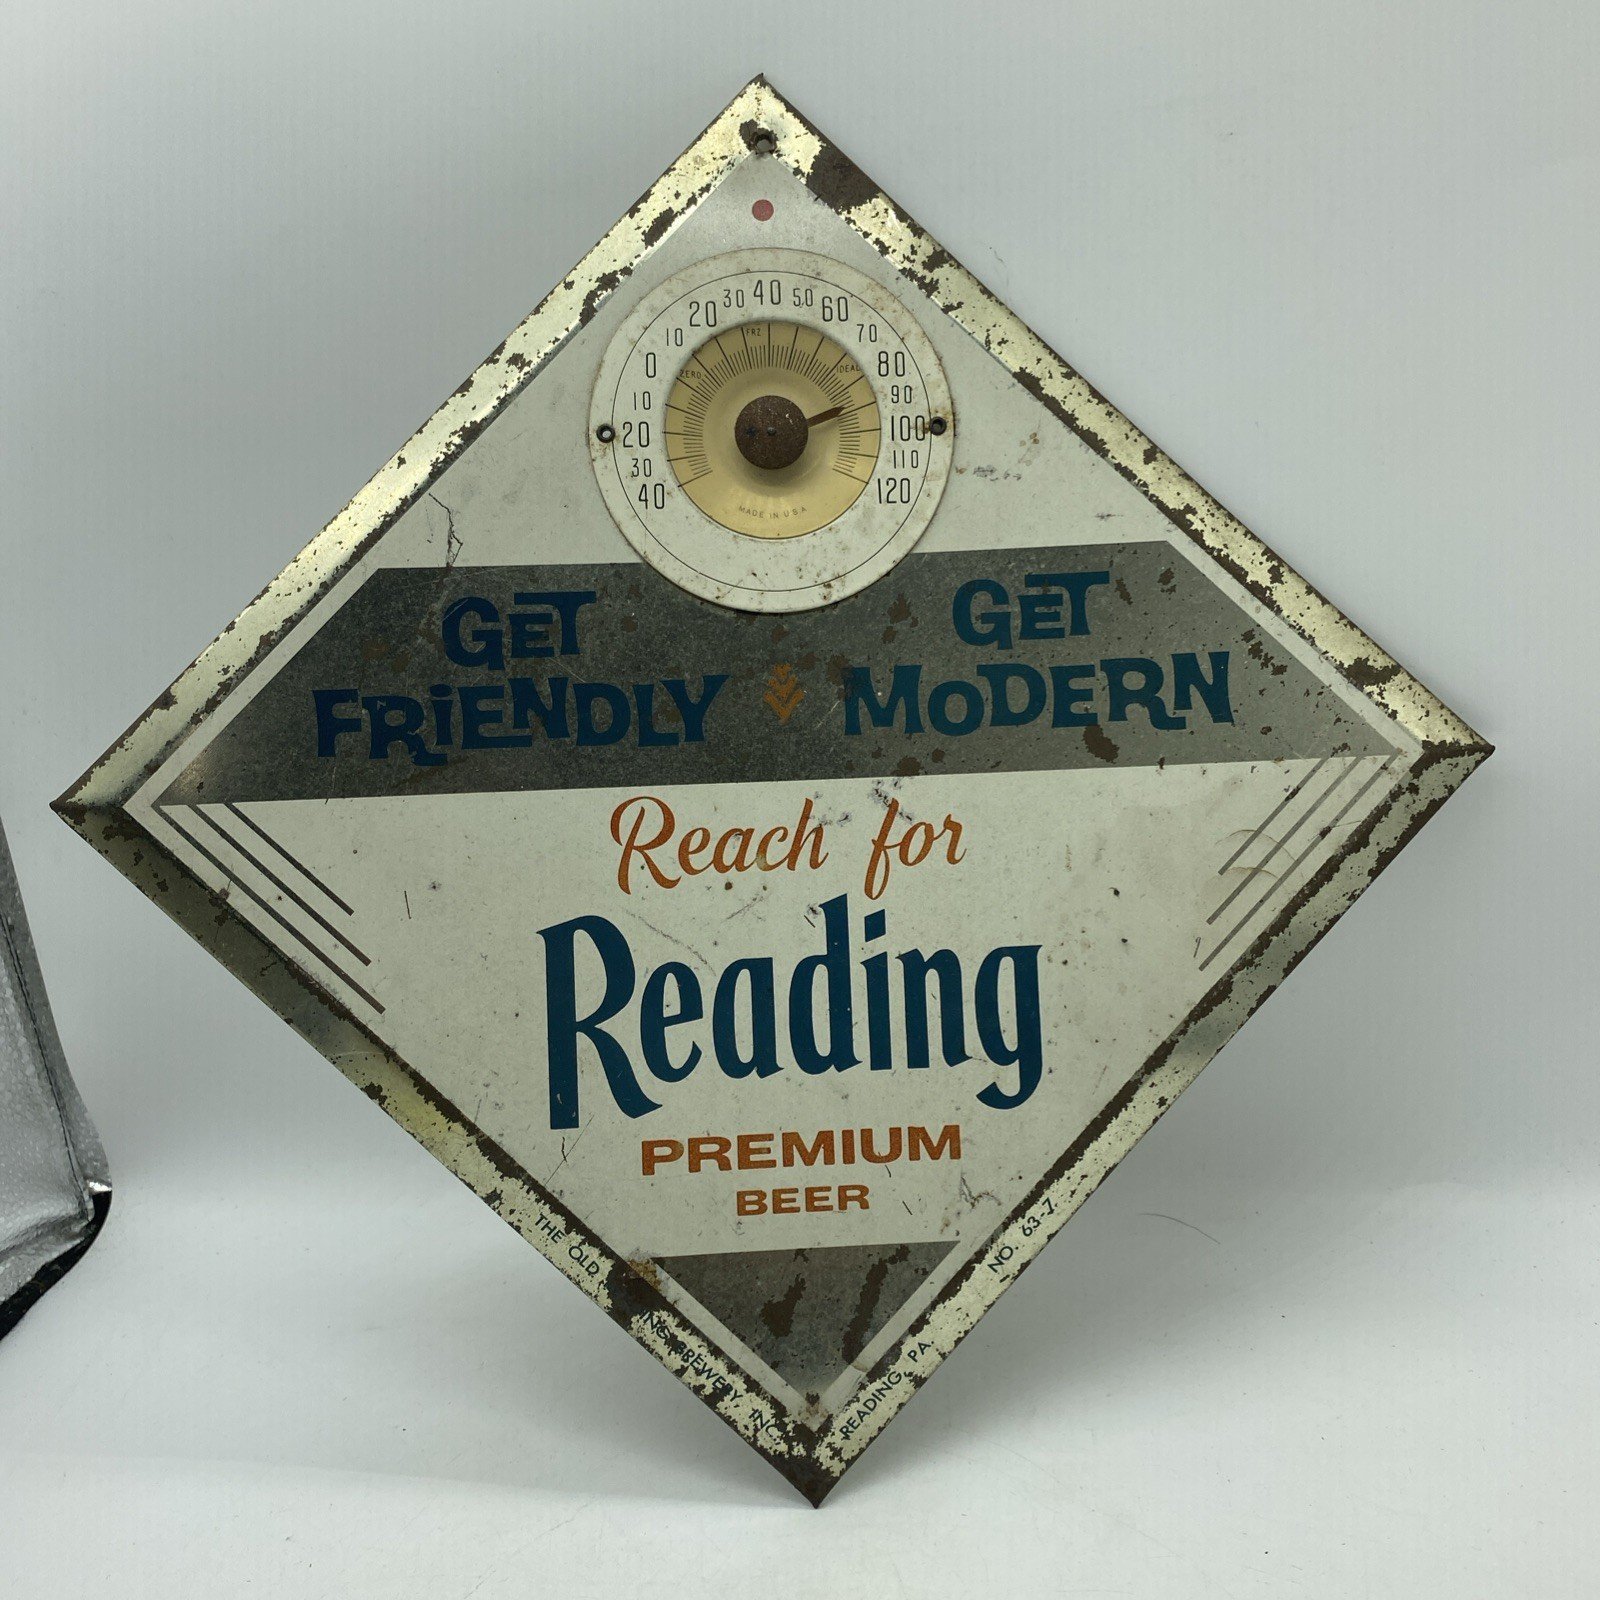 10 20 30 40 50 60 70
0 80
10 90
20 100
30 110
40 120
ZERO FRZ IDEAL
MADE IN U.S.A
GET
FRIENDLY
GET
MODERN
Reach for
Reading
PREMIUM
BEER
THE OLD
BREWERY, INC.
READING, PA.
NO. 63-7